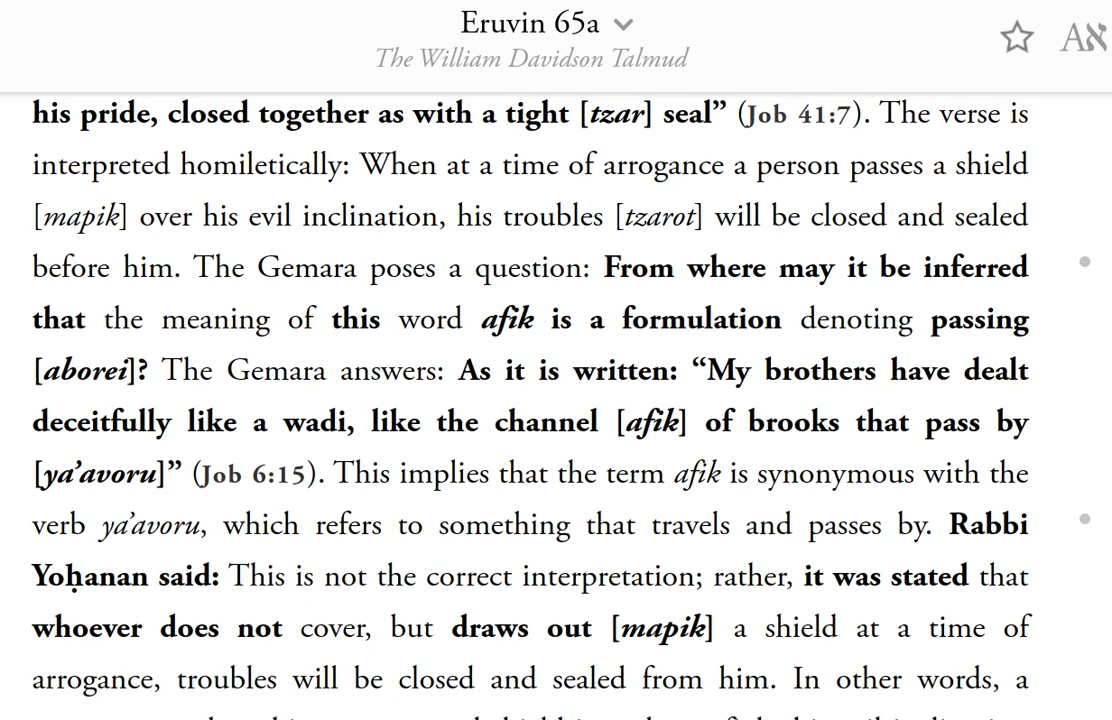 Eruvin 65a
The William Davidson Talmud
Aא
his pride, closed together as with a tight [tzar] seal” (Job 41:7). The verse is
interpreted homiletically: When at a time of arrogance a person passes a shield
[mapik] over his evil inclination, his troubles [tzarot] will be closed and sealed
before him. The Gemara poses a question: From where may it be inferred
that the meaning of this word afik is a formulation denoting passing
[aborei]? The Gemara answers: As it is written: “My brothers have dealt
deceitfully like a wadi, like the channel [afik] of brooks that pass by
[ya’avoru]” (Job 6:15). This implies that the term afik is synonymous with the
verb ya’avoru, which refers to something that travels and passes by. Rabbi
Yoḥanan said: This is not the correct interpretation; rather, it was stated that
whoever does not cover, but draws out [mapik] a shield at a time of
arrogance, troubles will be closed and sealed from him. In other words, a